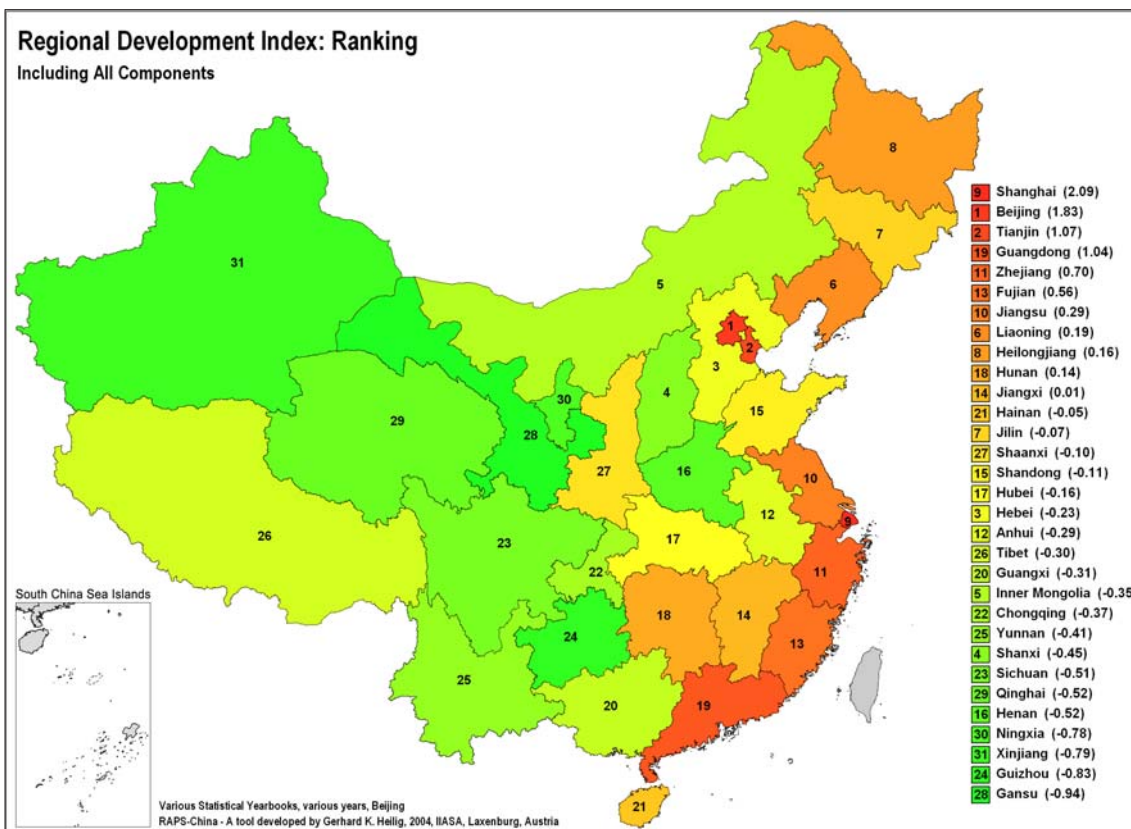 Regional Development Index: Ranking
Including All Components
8
31
7
5
6
1
2
3
4
30
15
29
28
16
27
10
12
9
26
23
17
22
11
18
14
24
13
25
20
19
21
9 Shanghai (2.09)
1 Beijing (1.83)
2 Tianjin (1.07)
19 Guangdong (1.04)
11 Zhejiang (0.70)
13 Fujian (0.56)
10 Jiangsu (0.29)
6 Liaoning (0.19)
8 Heilongjiang (0.16)
18 Hunan (0.14)
14 Jiangxi (0.01)
21 Hainan (-0.05)
7 Jilin (-0.07)
27 Shaanxi (-0.10)
15 Shandong (-0.11)
17 Hubei (-0.16)
3 Hebei (-0.23)
12 Anhui (-0.29)
26 Tibet (-0.30)
20 Guangxi (-0.31)
5 Inner Mongolia (-0.35
22 Chongqing (-0.37)
25 Yunnan (-0.41)
4 Shanxi (-0.45)
23 Sichuan (-0.51)
29 Qinghai (-0.52)
16 Henan (-0.52)
30 Ningxia (-0.78)
31 Xinjiang (-0.79)
24 Guizhou (-0.83)
28 Gansu (-0.94)
South China Sea Islands
Various Statistical Yearbooks, various years, Beijing
RAPS-China - A tool developed by Gerhard K. Heilig, 2004, IIASA, Laxenburg, Austria